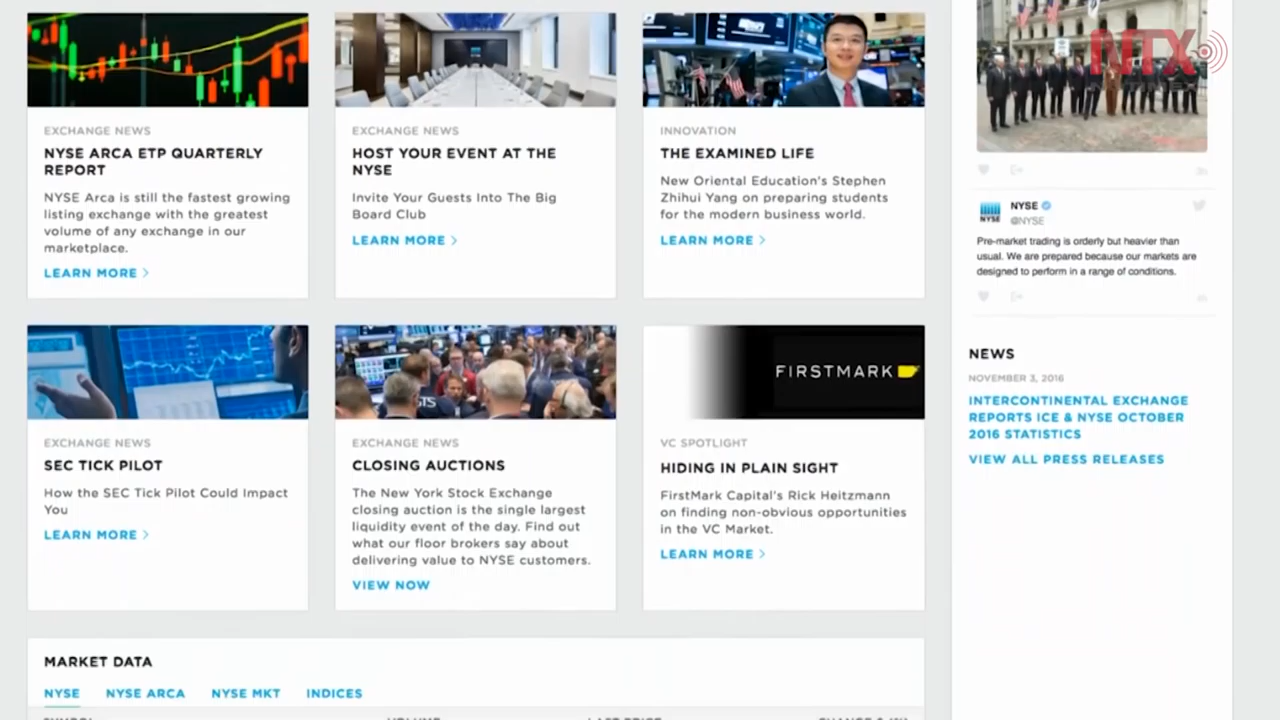 NTX
EXCHANGE NEWS
NYSE ARCA ETP QUARTERLY
REPORT
NYSE Arca is still the fastest growing
listing exchange with the greatest
volume of any exchange in our
marketplace.
LEARN MORE >
EXCHANGE NEWS
HOST YOUR EVENT AT THE
NYSE
Invite Your Guests Into The Big
Board Club
LEARN MORE >
INNOVATION
THE EXAMINED LIFE
New Oriental Education's Stephen
Zhihui Yang on preparing students
for the modern business world.
LEARN MORE >
EXCHANGE NEWS
SEC TICK PILOT
How the SEC Tick Pilot Could Impact
You
LEARN MORE >
EXCHANGE NEWS
CLOSING AUCTIONS
The New York Stock Exchange
closing auction is the single largest
liquidity event of the day. Find out
what our floor brokers say about
delivering value to NYSE customers.
VIEW NOW
FIRSTMARK
VC SPOTLIGHT
HIDING IN PLAIN SIGHT
FirstMark Capital's Rick Heitzmann
on finding non-obvious opportunities
in the VC Market.
LEARN MORE >
MARKET DATA
NYSE NYSE ARCA NYSE MKT INDICES
SYMBOL VOLUME LAST PRICE
NYSE
NYSE
@NYSE
Pre-market trading is orderly but heavier than
usual. We are prepared because our markets are
designed to perform in a range of conditions.
NEWS
NOVEMBER 3, 2016
INTERCONTINENTAL EXCHANGE
REPORTS ICE & NYSE OCTOBER
2016 STATISTICS
VIEW ALL PRESS RELEASES